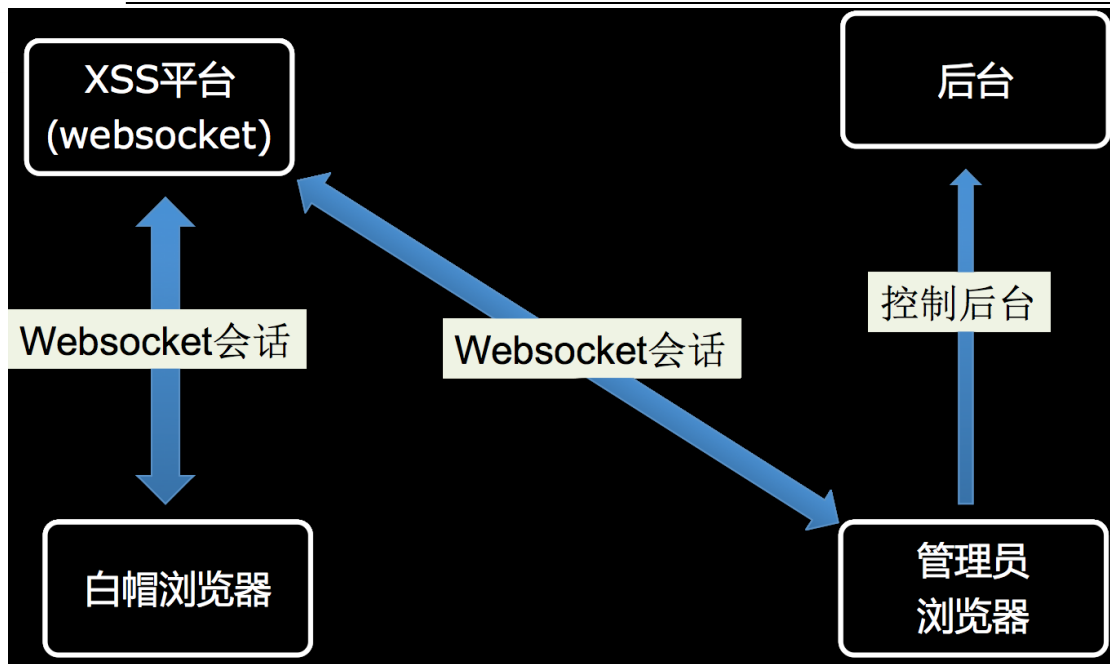 XSS平台
(websocket)
后台
Websocket会话
Websocket会话
控制后台
白帽浏览器
管理员
浏览器